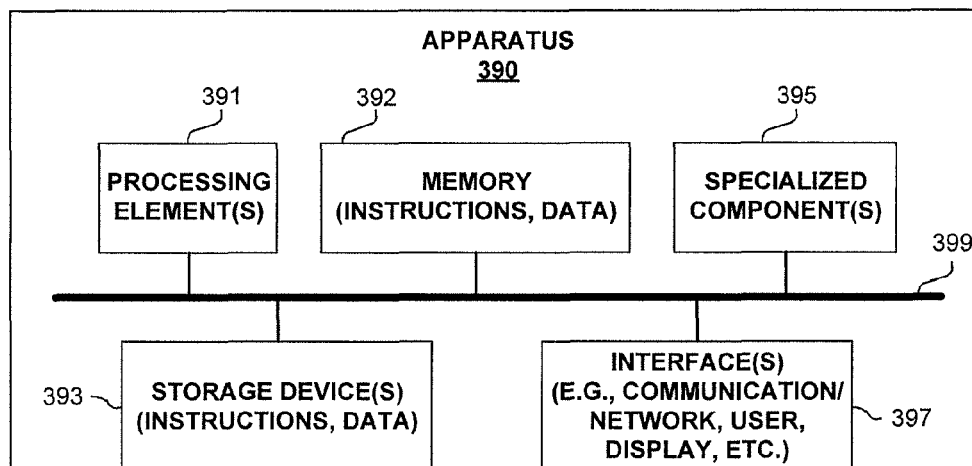 APPARATUS
390
391
392
395
PROCESSING
ELEMENT(S)
MEMORY
(INSTRUCTIONS, DATA)
SPECIALIZED
COMPONENT(S)
399
393
STORAGE DEVICE(S)
(INSTRUCTIONS, DATA)
INTERFACE(S)
(E.G., COMMUNICATION/
NETWORK, USER,
DISPLAY, ETC.)
397